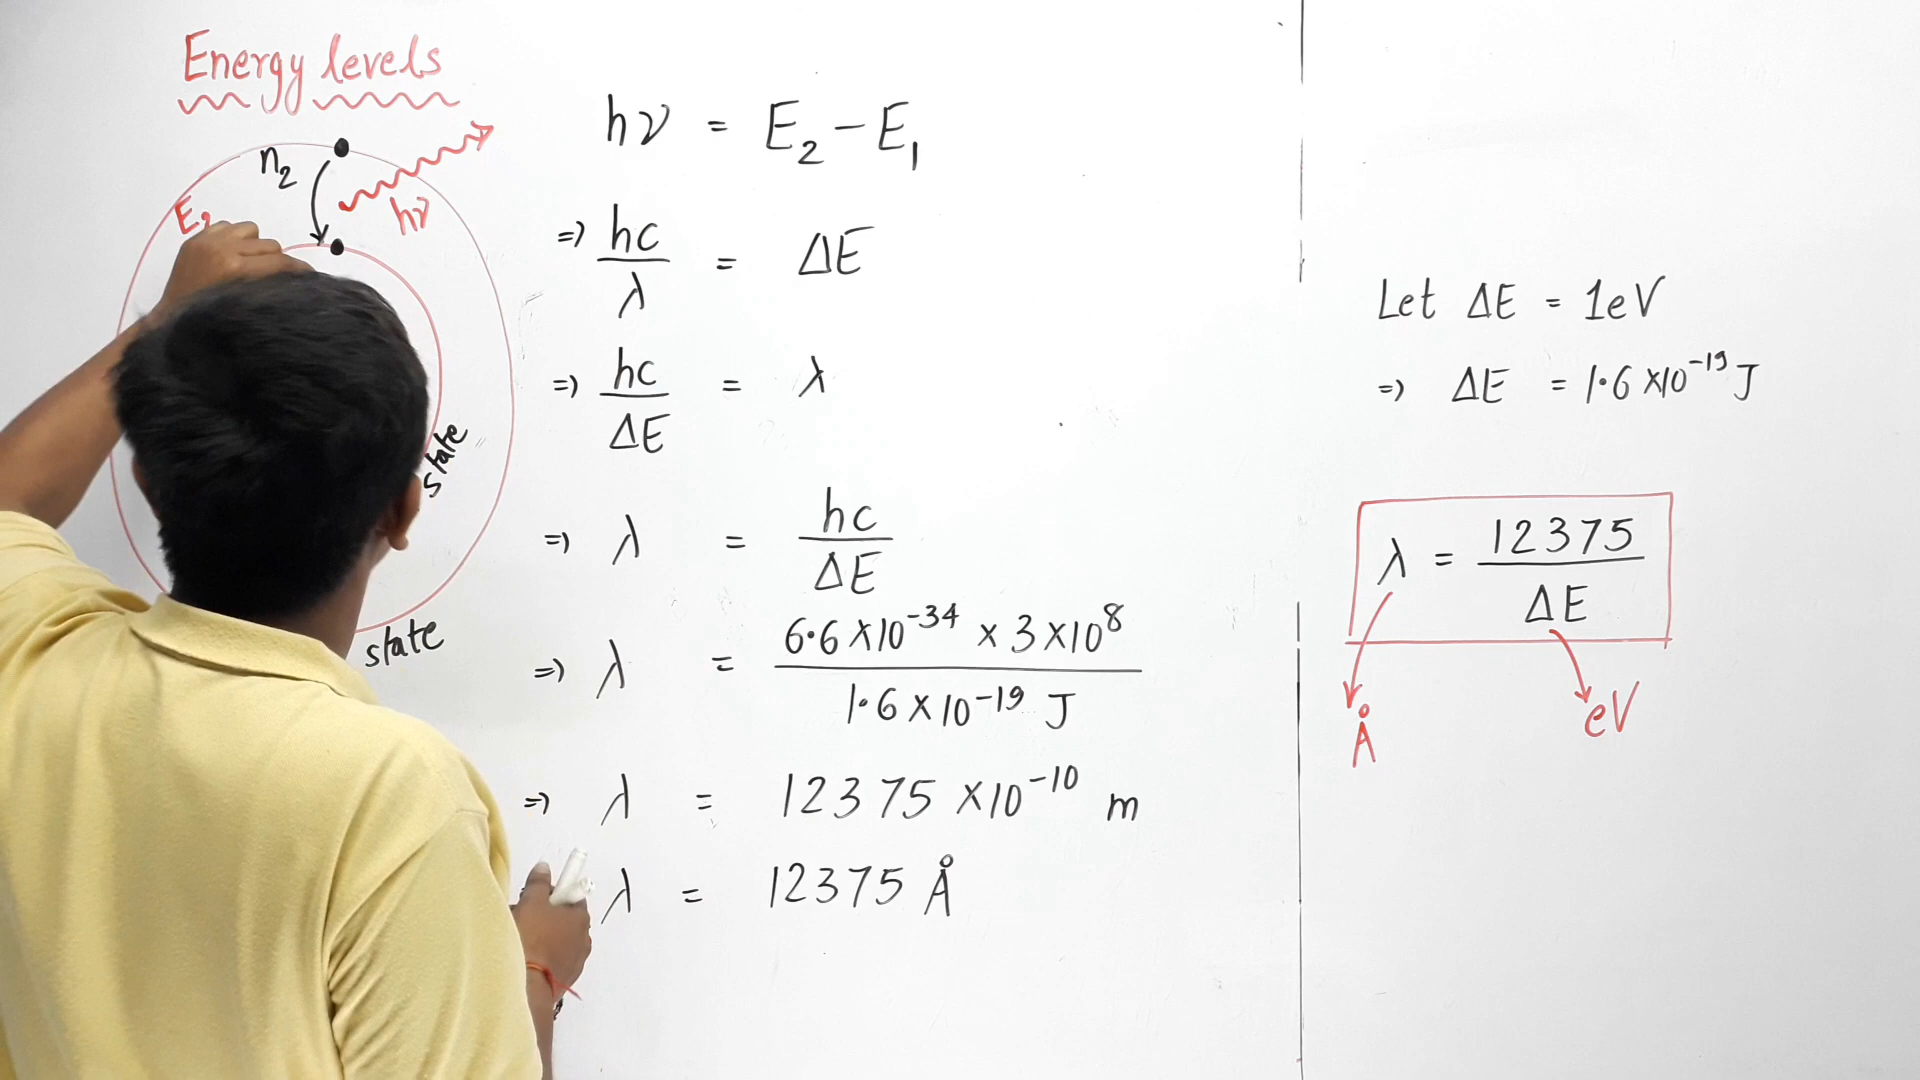 Energy levels
n₂
E₂
hν
state
state
hν = E₂ − E₁
⇒ hc/λ = ΔE
⇒ hc/ΔE = λ
⇒ λ = hc/ΔE
⇒ λ = 6·6 × 10⁻³⁴ × 3 × 10⁸ / 1·6 × 10⁻¹⁹ J
⇒ λ = 12375 × 10⁻¹⁰ m
λ = 12375 Å
Let ΔE = 1eV
⇒ ΔE = 1·6 × 10⁻¹⁹ J
λ = 12375/ΔE
Å
eV